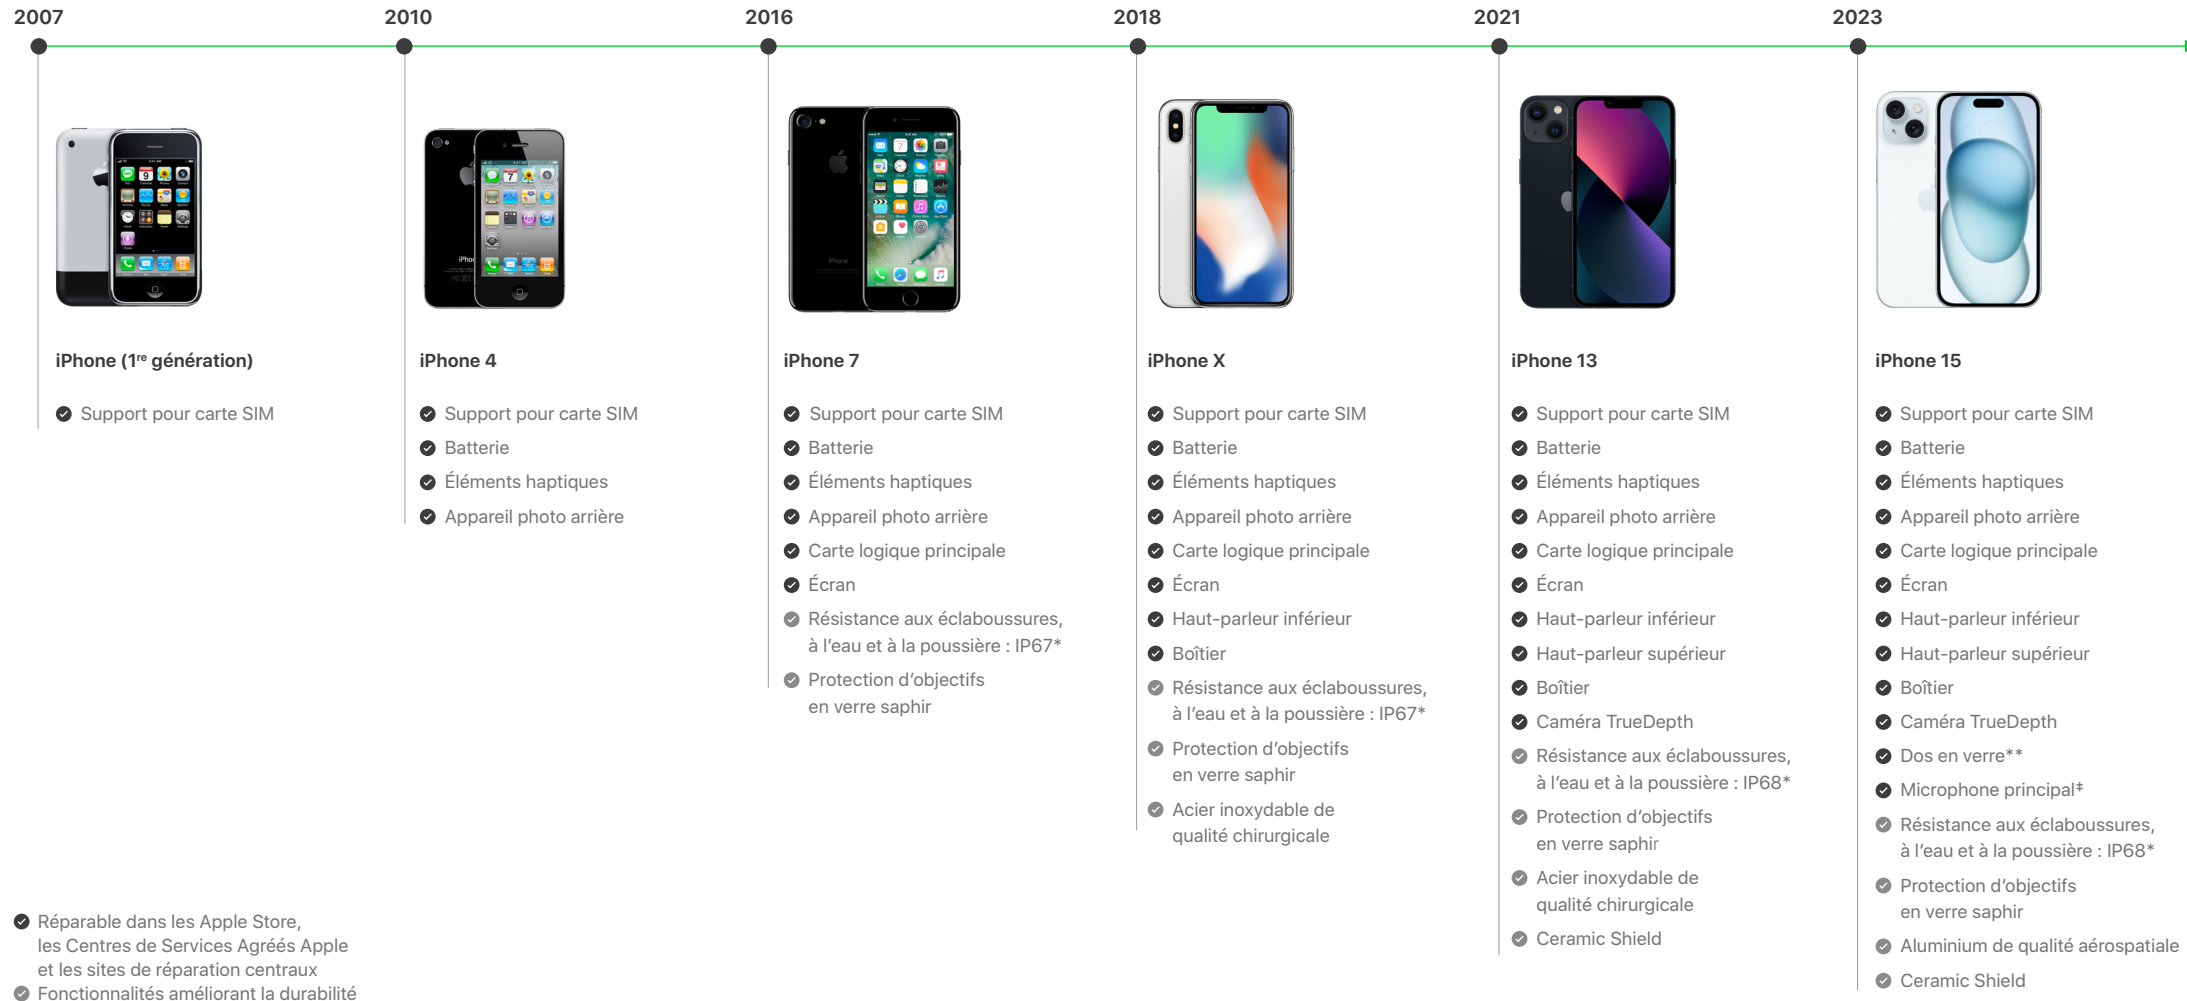 2007
2010
2016
2018
2021
2023
iPhone (1re génération)
Support pour carte SIM
iPhone 4
Support pour carte SIM
Batterie
Éléments haptiques
Appareil photo arrière
iPhone 7
Support pour carte SIM
Batterie
Éléments haptiques
Appareil photo arrière
Carte logique principale
Écran
Résistance aux éclaboussures,
à l’eau et à la poussière : IP67*
Protection d’objectifs
en verre saphir
iPhone X
Support pour carte SIM
Batterie
Éléments haptiques
Appareil photo arrière
Carte logique principale
Écran
Haut-parleur inférieur
Boîtier
Résistance aux éclaboussures,
à l’eau et à la poussière : IP67*
Protection d’objectifs
en verre saphir
Acier inoxydable de
qualité chirurgicale
iPhone 13
Support pour carte SIM
Batterie
Éléments haptiques
Appareil photo arrière
Carte logique principale
Écran
Haut-parleur inférieur
Haut-parleur supérieur
Boîtier
Caméra TrueDepth
Résistance aux éclaboussures,
à l’eau et à la poussière : IP68*
Protection d’objectifs
en verre saphir
Acier inoxydable de
qualité chirurgicale
Ceramic Shield
iPhone 15
Support pour carte SIM
Batterie
Éléments haptiques
Appareil photo arrière
Carte logique principale
Écran
Haut-parleur inférieur
Haut-parleur supérieur
Boîtier
Caméra TrueDepth
Dos en verre**
Microphone principal‡
Résistance aux éclaboussures,
à l’eau et à la poussière : IP68*
Protection d’objectifs
en verre saphir
Aluminium de qualité aérospatiale
Ceramic Shield
Réparable dans les Apple Store,
les Centres de Services Agréés Apple
et les sites de réparation centraux
Fonctionnalités améliorant la durabilité